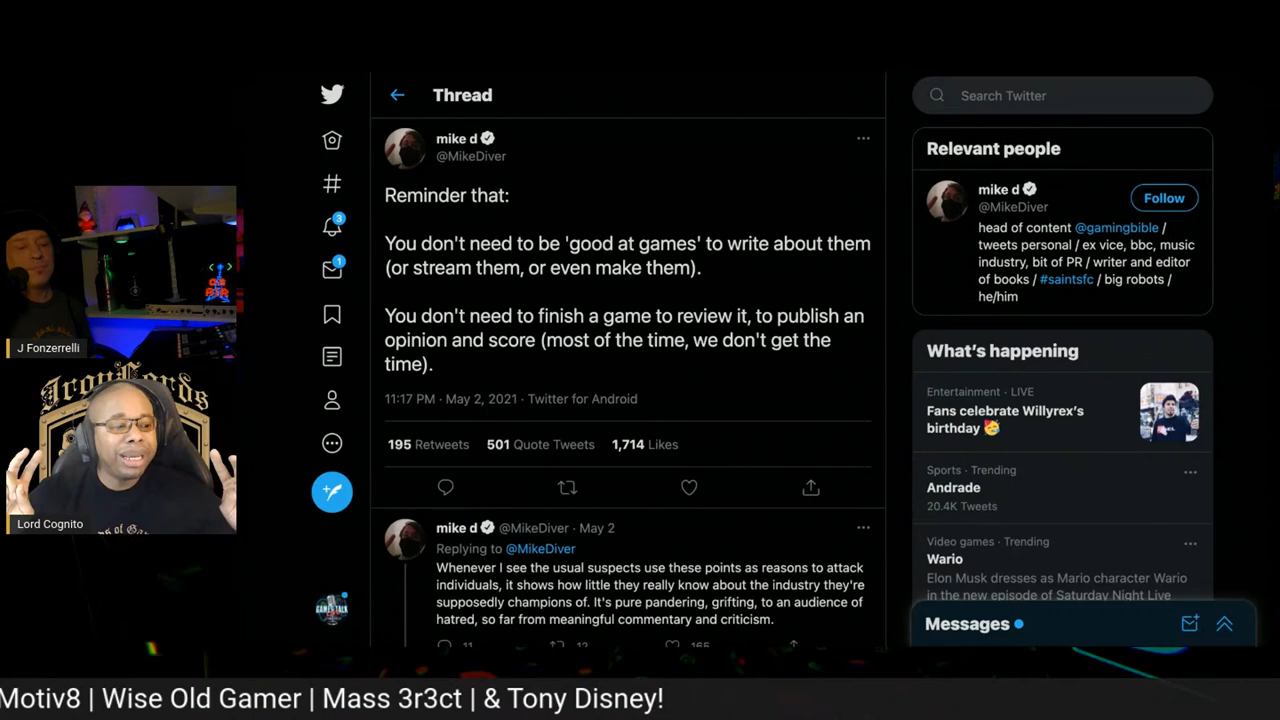 Thread
mike d
@MikeDiver
Reminder that:
You don't need to be 'good at games' to write about them
(or stream them, or even make them).
You don't need to finish a game to review it, to publish an
opinion and score (most of the time, we don't get the
time).
11:17 PM · May 2, 2021 · Twitter for Android
195 Retweets 501 Quote Tweets 1,714 Likes
mike d @MikeDiver · May 2
Replying to @MikeDiver
Whenever I see the usual suspects use these points as reasons to attack
individuals, it shows how little they really know about the industry they're
supposedly champions of. It's pure pandering, grifting, to an audience of
hatred, so far from meaningful commentary and criticism.
11 12 165
3
1
Search Twitter
Relevant people
mike d
@MikeDiver
Follow
head of content @gamingbible /
tweets personal / ex vice, bbc, music
industry, bit of PR / writer and editor
of books / #saintsfc / big robots /
he/him
What's happening
Entertainment · LIVE
Fans celebrate Willyrex's
birthday
Sports · Trending
Andrade
20.4K Tweets
Video games · Trending
Wario
Elon Musk dresses as Mario character Wario
in the new episode of Saturday Night Live
Messages
J Fonzerrelli
Iron Lords
Lord Cognito
Motiv8 | Wise Old Gamer | Mass 3r3ct | & Tony Disney!